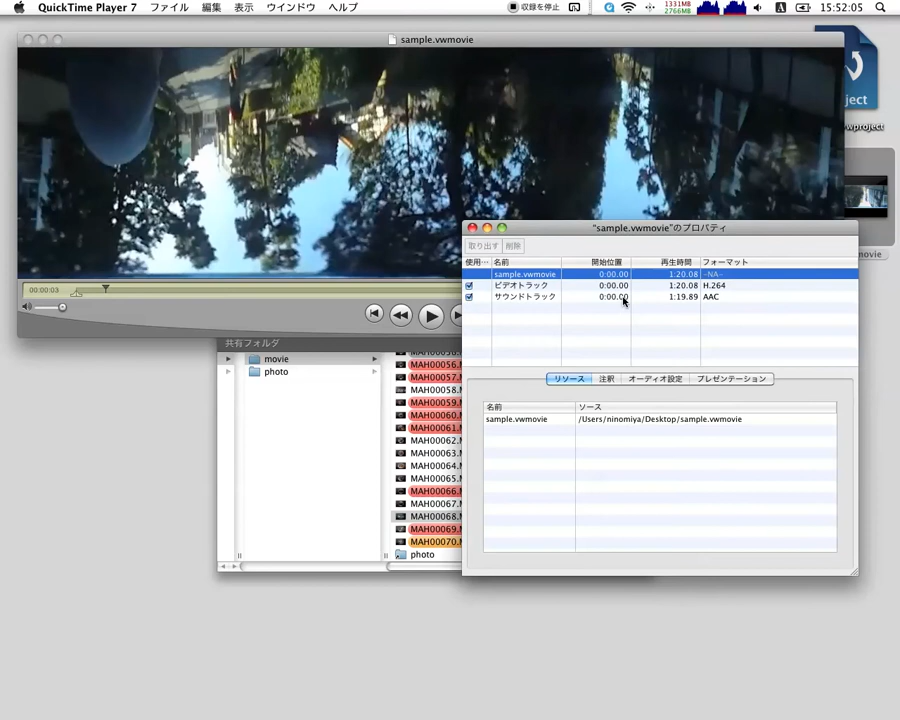 QuickTime Player 7 ファイル 編集 表示 ウインドウ ヘルプ 収録を停止 1331MB 2766MB A 15:52:05
sample.vwmovie
ject
wproject
movie
"sample.vwmovie"のプロパティ
取り出す 削除
使用… 名前 開始位置 再生時間 フォーマット
sample.vwmovie 0:00.00 1:20.08 -NA-
ビデオトラック 0:00.00 1:20.08 H.264
サウンドトラック 0:00.00 1:19.89 AAC
00:00:03
共有フォルダ
movie
photo
MAH00056.M
MAH00057.M
MAH00058.M
MAH00059.M
MAH00060.M
MAH00061.M
MAH00062.M
MAH00063.M
MAH00064.M
MAH00065.M
MAH00066.M
MAH00067.M
MAH00068.M
MAH00069.M
MAH00070.M
photo
リソース 注釈 オーディオ設定 プレゼンテーション
名前 ソース
sample.vwmovie /Users/ninomiya/Desktop/sample.vwmovie